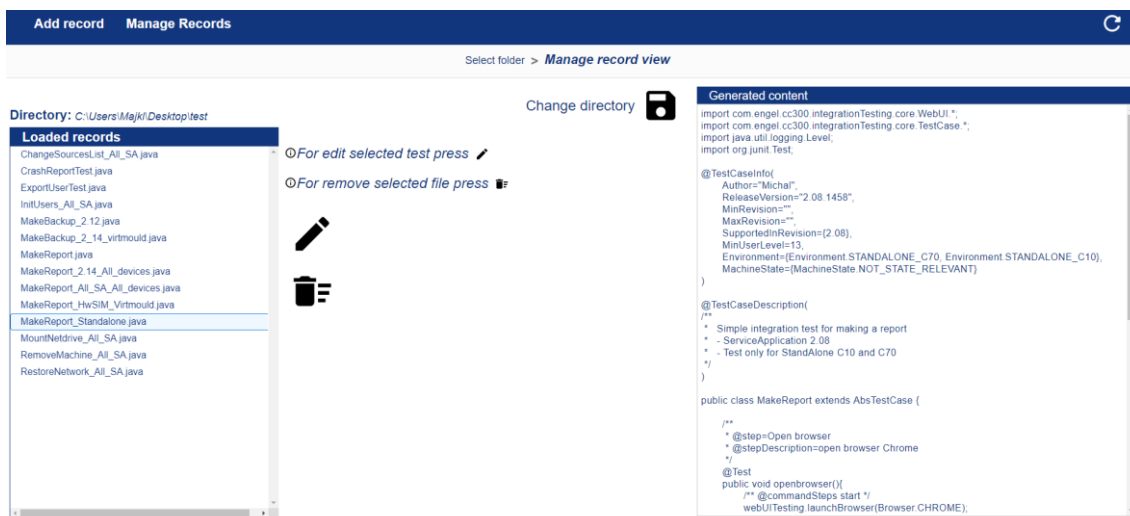 Add record Manage Records
Select folder > Manage record view
Directory: C:\Users\Majkl\Desktop\test
Loaded records
ChangeSourcesList_All_SA.java
CrashReportTest.java
ExportUserTest.java
InitUsers_All_SA.java
MakeBackup_2.12.java
MakeBackup_2_14_virtmould.java
MakeReport.java
MakeReport_2.14_All_devices.java
MakeReport_All_SA_All_devices.java
MakeReport_HwSIM_Virtmould.java
MakeReport_Standalone.java
MountNetdrive_All_SA.java
RemoveMachine_All_SA.java
RestoreNetwork_All_SA.java
Change directory
For edit selected test press
For remove selected file press
Generated content
import com.engel.cc300.integrationTesting.core.WebUI.*;
import com.engel.cc300.integrationTesting.core.TestCase.*;
import java.util.logging.Level;
import org.junit.Test;
@TestCaseInfo(
Author="Michal",
ReleaseVersion="2.08.1458",
MinRevision="",
MaxRevision="",
SupportedInRevision={2.08},
MinUserLevel=13,
Environment={Environment.STANDALONE_C70, Environment.STANDALONE_C10},
MachineState={MachineState.NOT_STATE_RELEVANT}
)
@TestCaseDescription(
/**
* Simple integration test for making a report
* - ServiceApplication 2.08
* - Test only for StandAlone C10 and C70
*/
)
public class MakeReport extends AbsTestCase {
/**
* @step=Open browser
* @stepDescription=open browser Chrome
*/
@Test
public void openbrowser(){
/** @commandSteps start */
webUITesting.launchBrowser(Browser.CHROME);